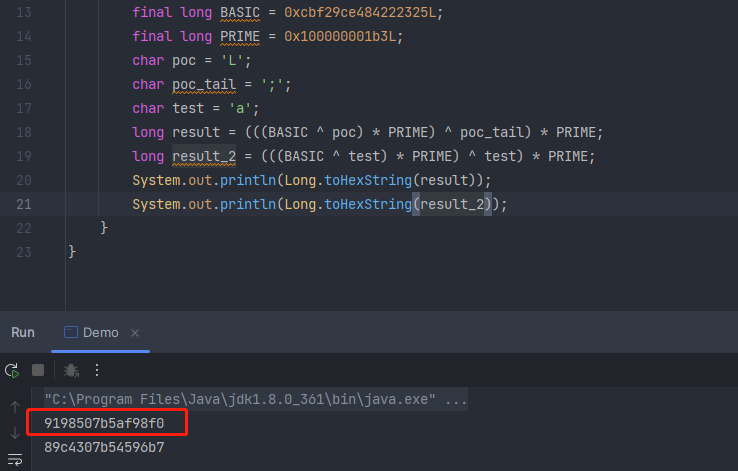 13 final long BASIC = 0xcbf29ce484222325L;
14 final long PRIME = 0x100000001b3L;
15 char poc = 'L';
16 char poc_tail = ';';
17 char test = 'a';
18 long result = (((BASIC ^ poc) * PRIME) ^ poc_tail) * PRIME;
19 long result_2 = (((BASIC ^ test) * PRIME) ^ test) * PRIME;
20 System.out.println(Long.toHexString(result));
21 System.out.println(Long.toHexString(result_2));
22 }
23 }
Run Demo ×
"C:\Program Files\Java\jdk1.8.0_361\bin\java.exe" ...
9198507b5af98f0
89c4307b54596b7